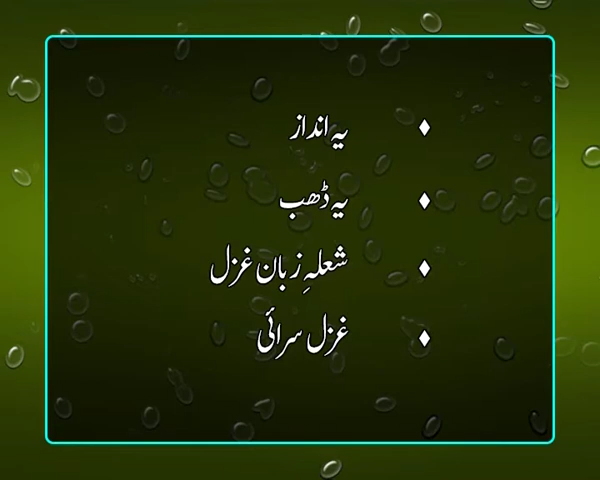 یہ انداز
یہ ڈھب
شعلہِ زبان غزل
غزل سرائی